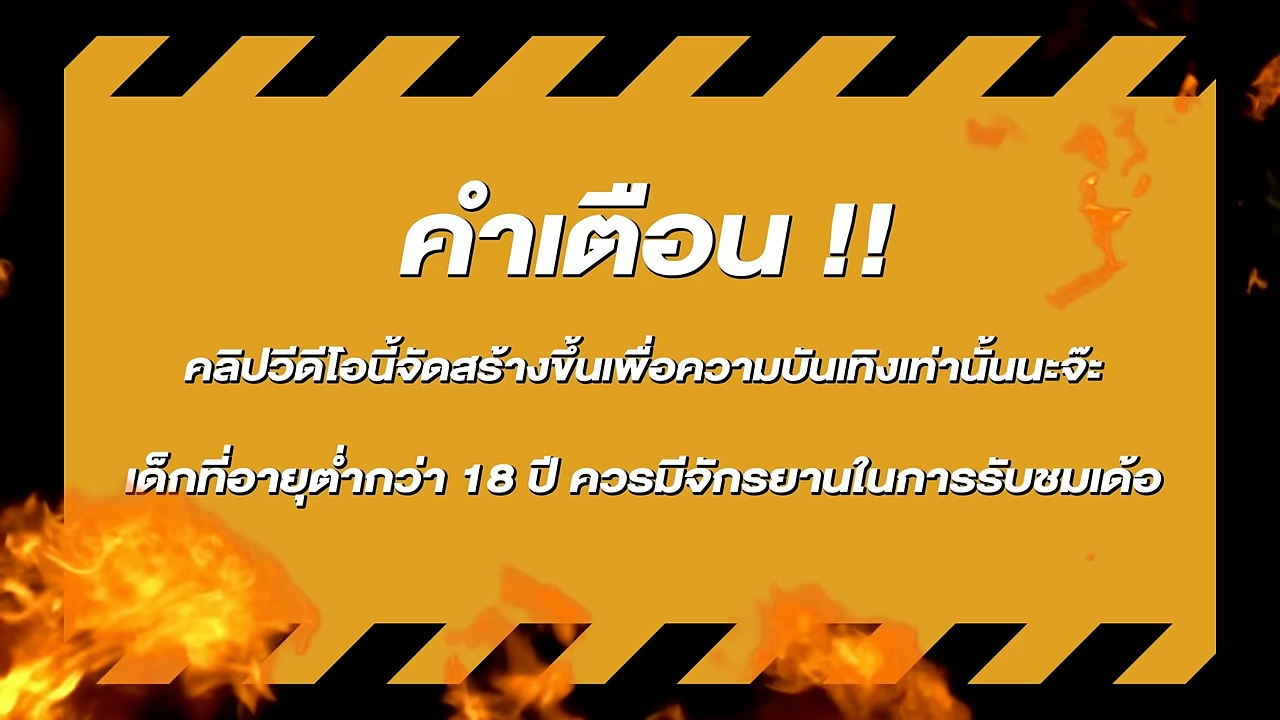 คำเตือน !!
คลิปวีดีโอนี้จัดสร้างขึ้นเพื่อความบันเทิงเท่านั้นนะจ๊ะ
เด็กที่อายุต่ำกว่า 18 ปี ควรมีจักรยานในการรับชมเด้อ